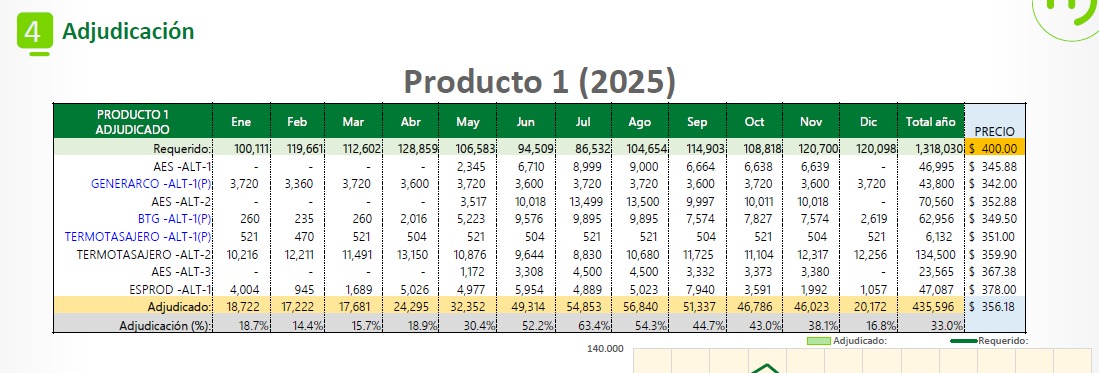 4 Adjudicación
Producto 1 (2025)
PRODUCTO 1 ADJUDICADO Ene Feb Mar Abr May Jun Jul Ago Sep Oct Nov Dic Total año PRECIO
Requerido: 100,111 119,661 112,602 128,859 106,583 94,509 86,532 104,654 114,903 108,818 120,700 120,098 1,318,030 $ 400.00
AES -ALT-1 - - - - 2,345 6,710 8,999 9,000 6,664 6,638 6,639 - 46,995 $ 345.88
GENERARCO -ALT-1(P) 3,720 3,360 3,720 3,600 3,720 3,600 3,720 3,720 3,600 3,720 3,600 3,720 43,800 $ 342.00
AES -ALT-2 - - - - 3,517 10,018 13,499 13,500 9,997 10,011 10,018 - 70,560 $ 352.88
BTG -ALT-1(P) 260 235 260 2,016 5,223 9,576 9,895 9,895 7,574 7,827 7,574 2,619 62,956 $ 349.50
TERMOTASAJERO -ALT-1(P) 521 470 521 504 521 504 521 521 504 521 504 521 6,132 $ 351.00
TERMOTASAJERO -ALT-2 10,216 12,211 11,491 13,150 10,876 9,644 8,830 10,680 11,725 11,104 12,317 12,256 134,500 $ 359.90
AES -ALT-3 - - - - 1,172 3,308 4,500 4,500 3,332 3,373 3,380 - 23,565 $ 367.38
ESPROD -ALT-1 4,004 945 1,689 5,026 4,977 5,954 4,889 5,023 7,940 3,591 1,992 1,057 47,087 $ 378.00
Adjudicado: 18,722 17,222 17,681 24,295 32,352 49,314 54,853 56,840 51,337 46,786 46,023 20,172 435,596 $ 356.18
Adjudicación (%): 18.7% 14.4% 15.7% 18.9% 30.4% 52.2% 63.4% 54.3% 44.7% 43.0% 38.1% 16.8% 33.0%
Adjudicado: Requerido:
140.000